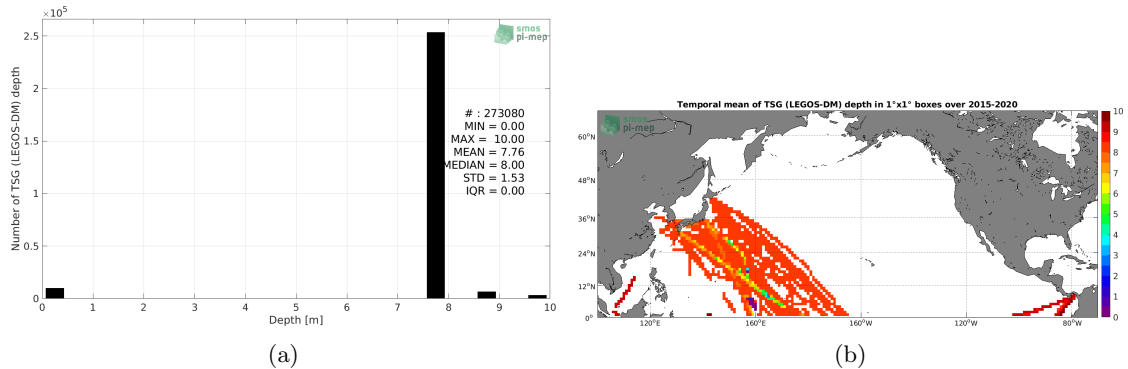 ×10⁵
smos
pi-mep
2.5
2
1.5
1
0.5
0
Number of TSG (LEGOS-DM) depth
# : 273080
MIN = 0.00
MAX = 10.00
MEAN = 7.76
MEDIAN = 8.00
STD = 1.53
IQR = 0.00
0 1 2 3 4 5 6 7 8 9 10
Depth [m]
(a)
Temporal mean of TSG (LEGOS-DM) depth in 1°x1° boxes over 2015-2020
smos
pi-mep
60°N
48°N
36°N
24°N
12°N
0°
120°E 160°E 160°W 120°W 80°W
10
9
8
7
6
5
4
3
2
1
0
(b)